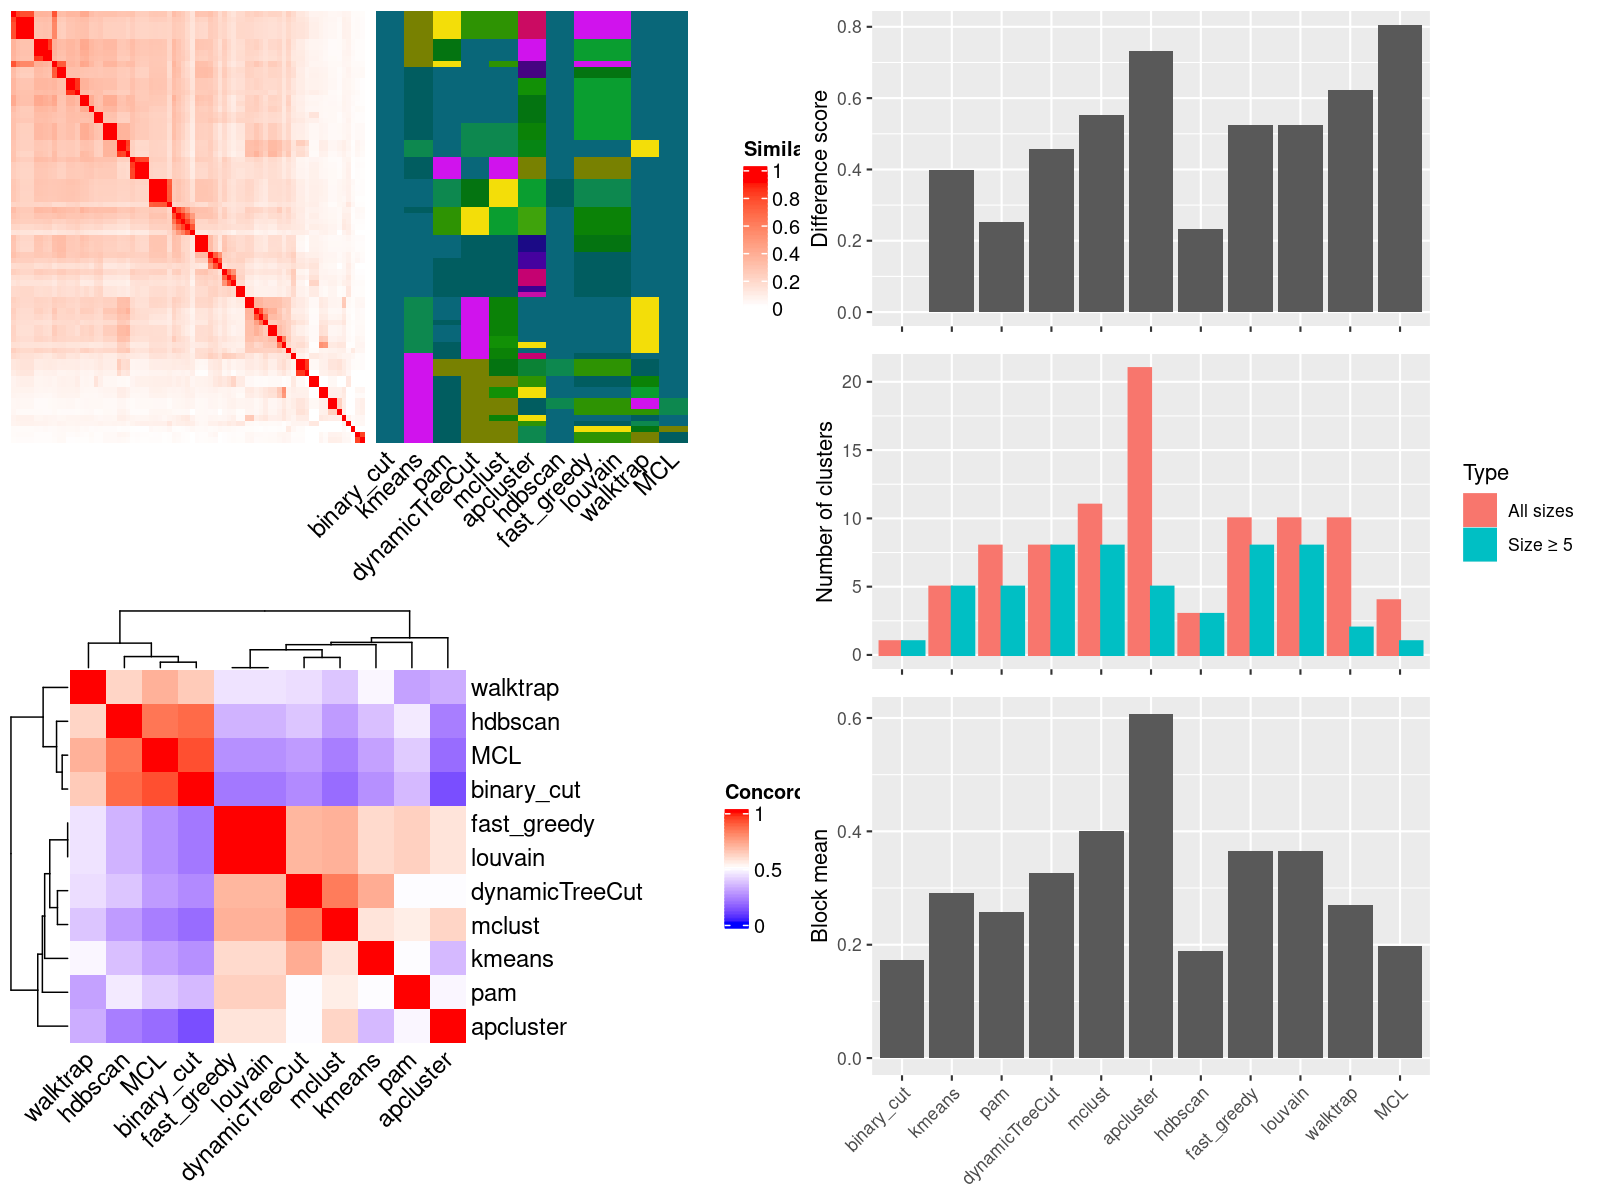 Simila
1
0.8
0.6
0.4
0.2
0
binary_cut
kmeans
pam
dynamicTreeCut
mclust
apcluster
hdbscan
fast_greedy
louvain
walktrap
MCL
walktrap
hdbscan
MCL
binary_cut
fast_greedy
louvain
dynamicTreeCut
mclust
kmeans
pam
apcluster
walktrap
hdbscan
MCL
binary_cut
fast_greedy
louvain
dynamicTreeCut
mclust
kmeans
pam
apcluster
Concord
1
0.5
0
Difference score
0.8
0.6
0.4
0.2
0.0
Number of clusters
20
15
10
5
0
Type
All sizes
Size ≥ 5
Block mean
0.6
0.4
0.2
0.0
binary_cut
kmeans
pam
dynamicTreeCut
mclust
apcluster
hdbscan
fast_greedy
louvain
walktrap
MCL